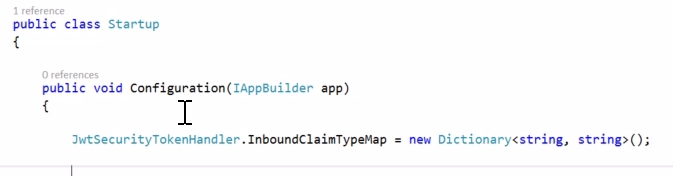 1 reference
public class Startup
{
0 references
public void Configuration(IAppBuilder app)
{
JwtSecurityTokenHandler.InboundClaimTypeMap = new Dictionary<string, string>();